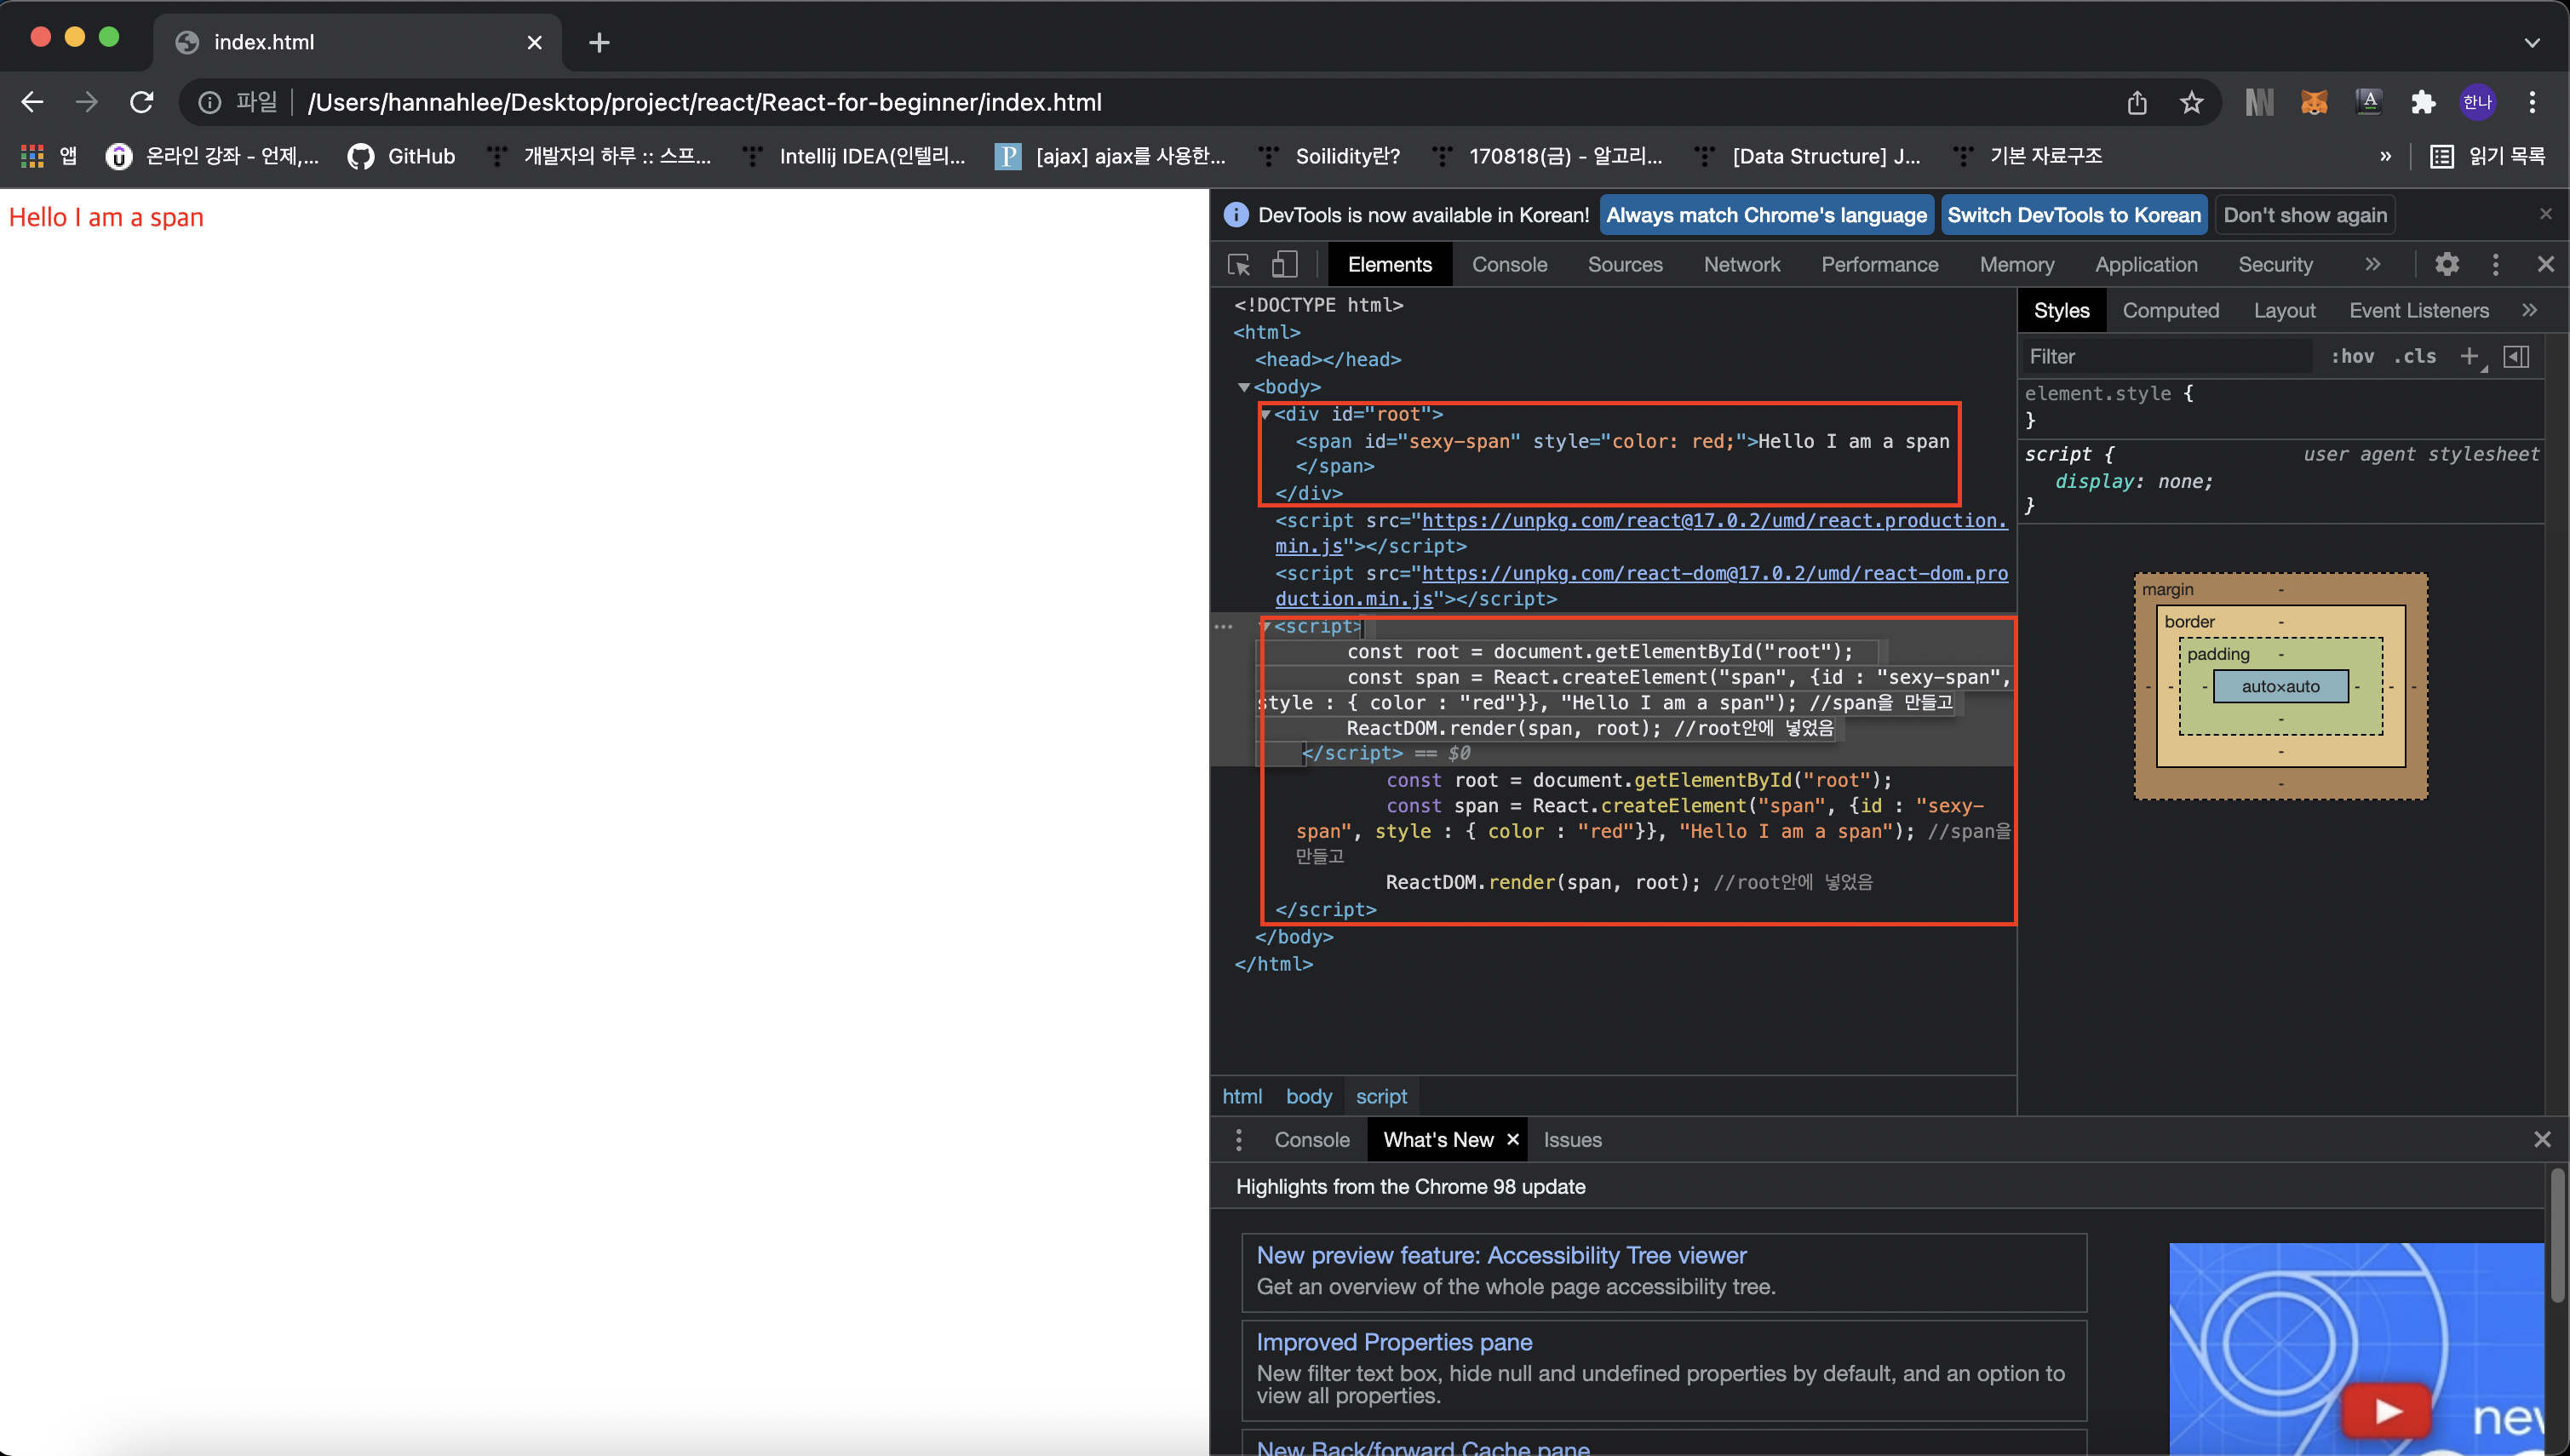 index.html
파일 /Users/hannahlee/Desktop/project/react/React-for-beginner/index.html
한나
앱 온라인 강좌 - 언제,... GitHub 개발자의 하루 :: 스프... Intellij IDEA(인텔리... [ajax] ajax를 사용한... Soilidity란? 170818(금) - 알고리... [Data Structure] J... 기본 자료구조 » 읽기 목록
Hello I am a span
DevTools is now available in Korean! Always match Chrome's language Switch DevTools to Korean Don't show again
Elements Console Sources Network Performance Memory Application Security »
<!DOCTYPE html>
<html>
<head></head>
<body>
<div id="root">
<span id="sexy-span" style="color: red;">Hello I am a span
</span>
</div>
<script src="https://unpkg.com/react@17.0.2/umd/react.production.
min.js"></script>
<script src="https://unpkg.com/react-dom@17.0.2/umd/react-dom.pro
duction.min.js"></script>
<script>
const root = document.getElementById("root");
const span = React.createElement("span", {id : "sexy-span",
style : { color : "red"}}, "Hello I am a span"); //span을 만들고
ReactDOM.render(span, root); //root안에 넣었음
</script> == $0
const root = document.getElementById("root");
const span = React.createElement("span", {id : "sexy-
span", style : { color : "red"}}, "Hello I am a span"); //span을
만들고
ReactDOM.render(span, root); //root안에 넣었음
</script>
</body>
</html>
html body script
Styles Computed Layout Event Listeners »
Filter :hov .cls +
element.style {
}
script { user agent stylesheet
display: none;
}
margin -
border -
padding -
- - - auto×auto - - -
-
-
-
Console What's New Issues
Highlights from the Chrome 98 update
New preview feature: Accessibility Tree viewer
Get an overview of the whole page accessibility tree.
Improved Properties pane
New filter text box, hide null and undefined properties by default, and an option to
view all properties.
New Back/forward Cache pane
new